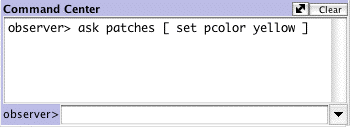 Command Center
Clear
observer> ask patches [ set pcolor yellow ]
observer>